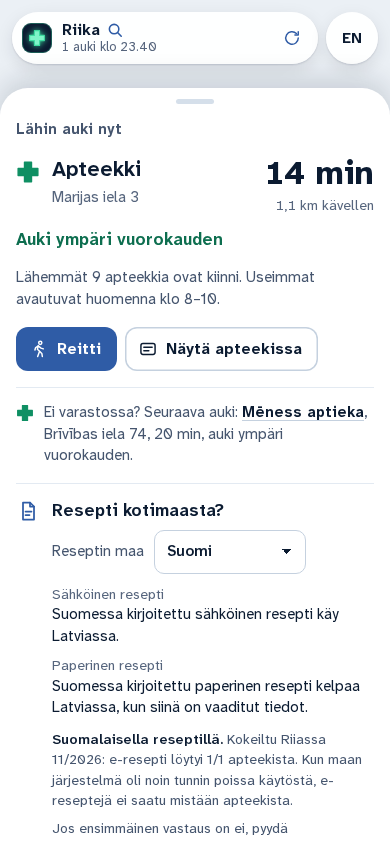 Riika
1 auki klo 23.40
EN
Lähin auki nyt
Apteekki
14 min
Marijas iela 3
1,1 km kävellen
Auki ympäri vuorokauden
Lähemmät 9 apteekkia ovat kiinni. Useimmat
avautuvat huomenna klo 8–10.
Reitti
Näytä apteekissa
Ei varastossa? Seuraava auki: Mēness aptieka,
Brīvības iela 74, 20 min, auki ympäri
vuorokauden.
Resepti kotimaasta?
Reseptin maa
Suomi
Sähköinen resepti
Suomessa kirjoitettu sähköinen resepti käy
Latviassa.
Paperinen resepti
Suomessa kirjoitettu paperinen resepti kelpaa
Latviassa, kun siinä on vaaditut tiedot.
Suomalaisella reseptillä. Kokeiltu Riiassa
11/2026: e-resepti löytyi 1/1 apteekista. Kun maan
järjestelmä oli noin tunnin poissa käytöstä, e-
reseptejä ei saatu mistään apteekista.
Jos ensimmäinen vastaus on ei, pyydä